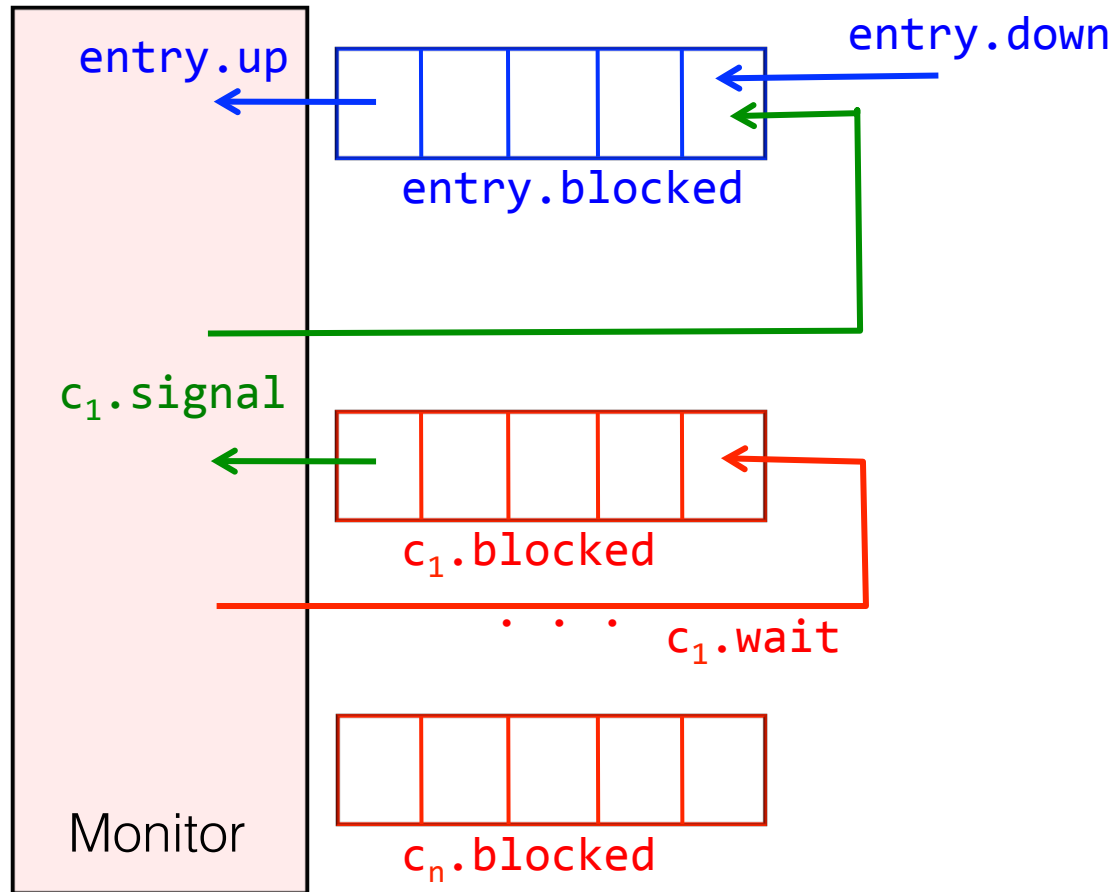 entry.down
entry.up
entry.blocked
c₁.signal
c₁.blocked
. . .
c₁.wait
Monitor
cₙ.blocked